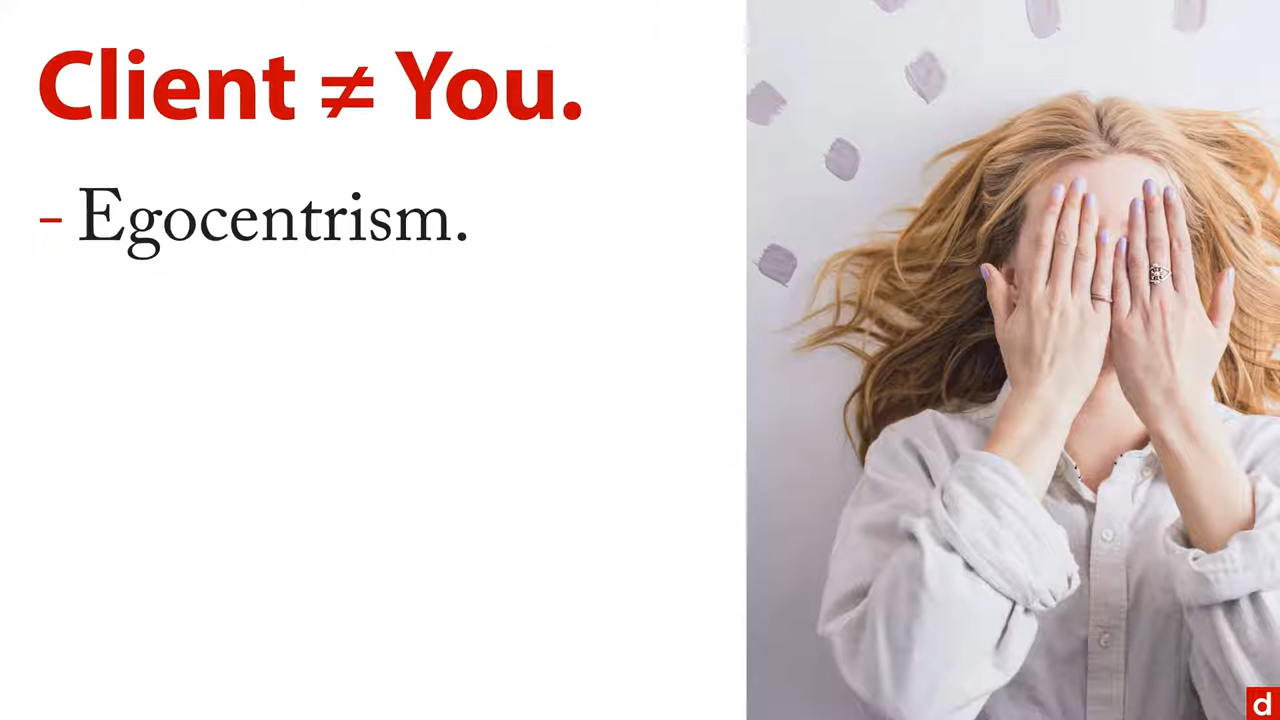 Client ≠ You.
- Egocentrism.
d